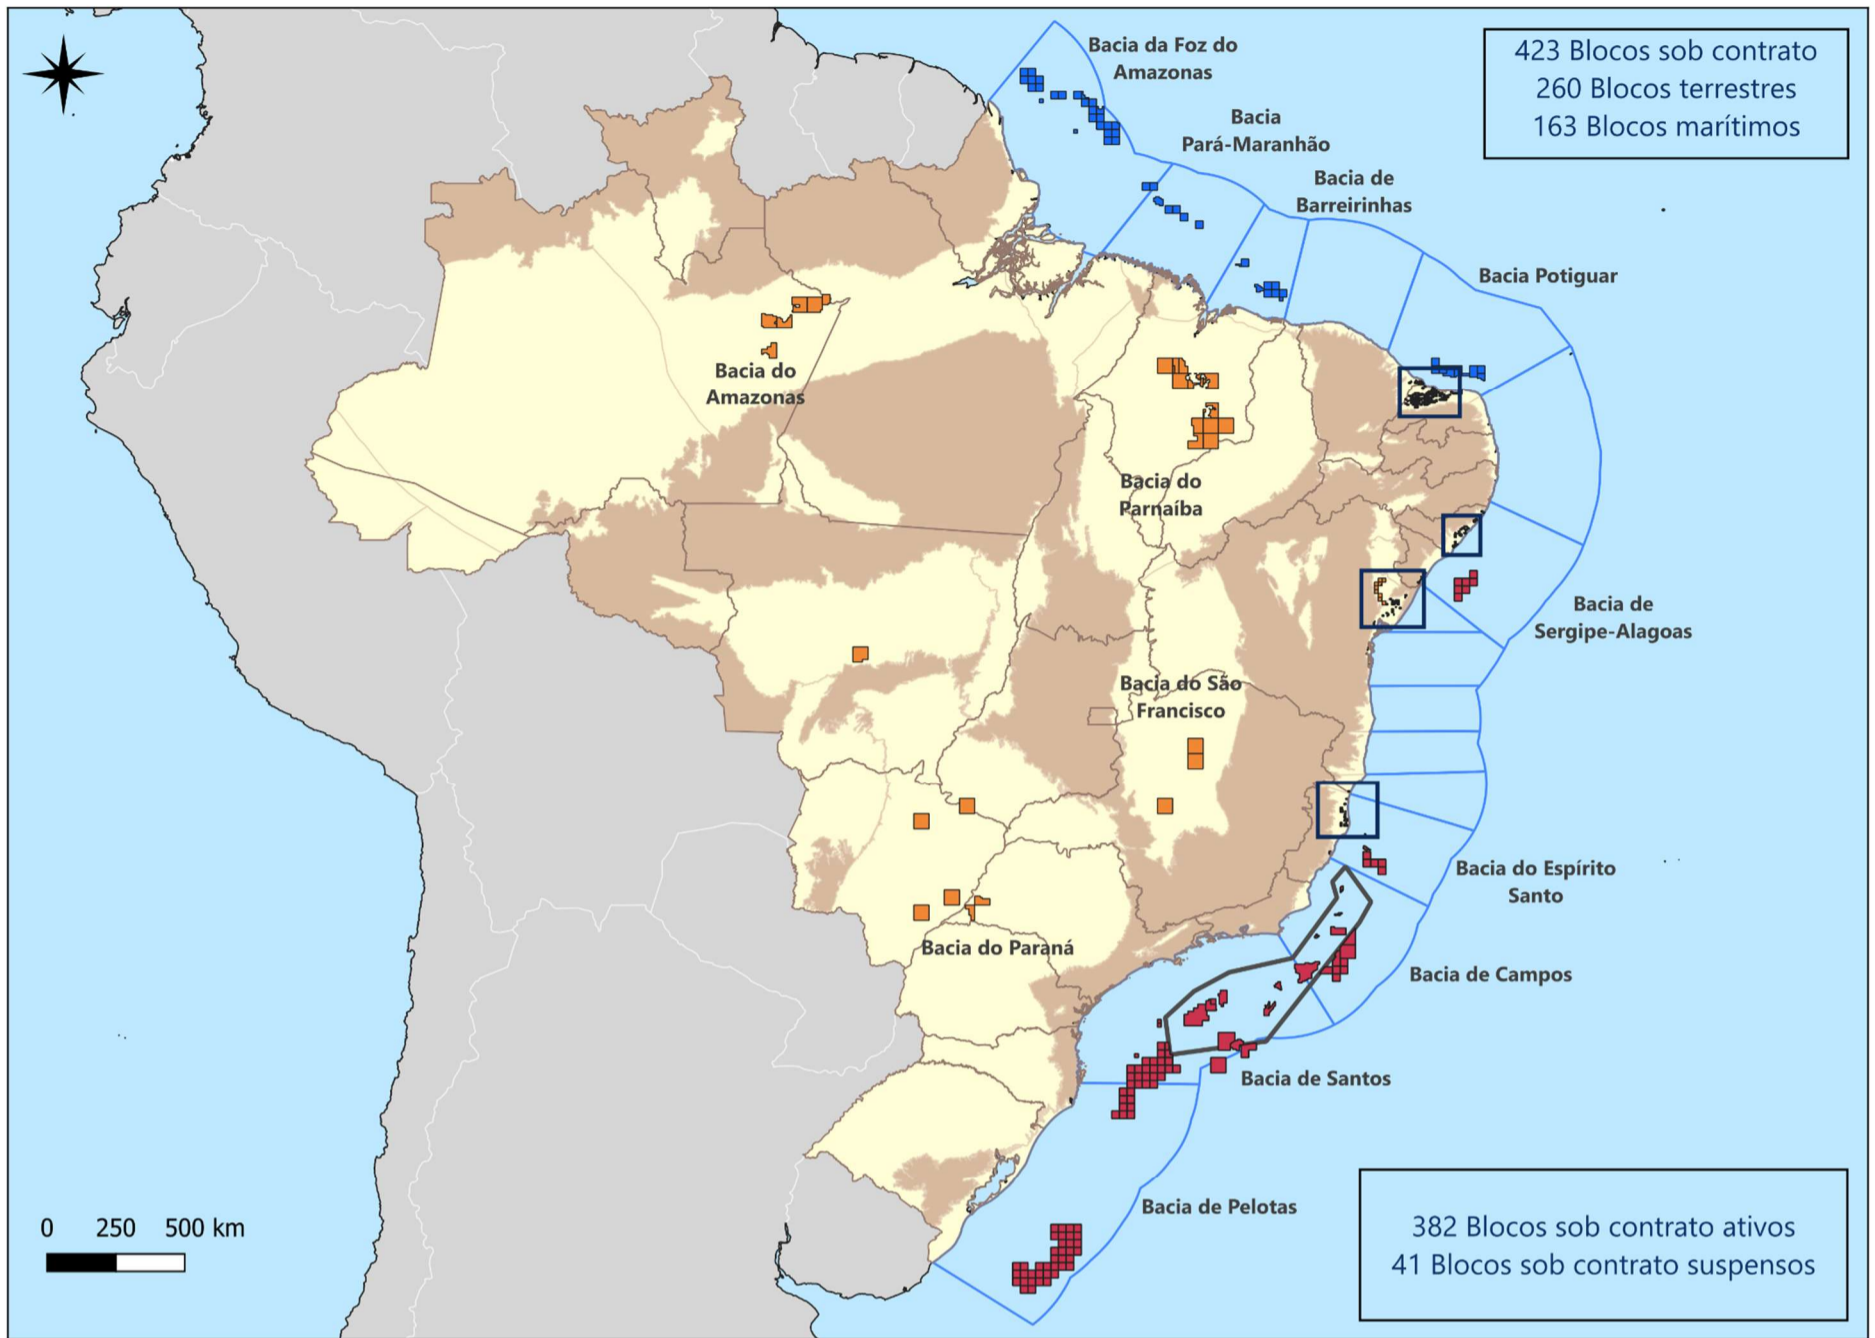 Bacia da Foz do
Amazonas
423 Blocos sob contrato
260 Blocos terrestres
163 Blocos marítimos
Bacia
Pará-Maranhão
Bacia de
Barreirinhas
Bacia Potiguar
Bacia do
Amazonas
Bacia do
Parnaíba
Bacia de
Sergipe-Alagoas
Bacia do São
Francisco
Bacia do Espírito
Santo
Bacia do Paraná
Bacia de Campos
Bacia de Santos
Bacia de Pelotas
0 250 500 km
382 Blocos sob contrato ativos
41 Blocos sob contrato suspensos